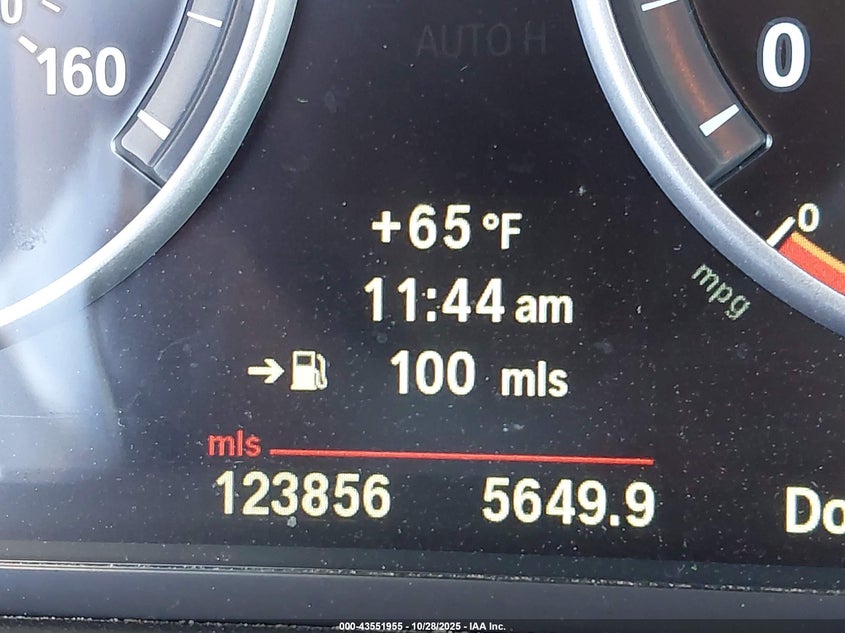 0
160
AUTO H
0
0
mpg
+65 °F
11:44 am
→ 100 mls
mls
123856 5649.9 Do
000-43551955 - 10/28/2025 - IAA Inc.